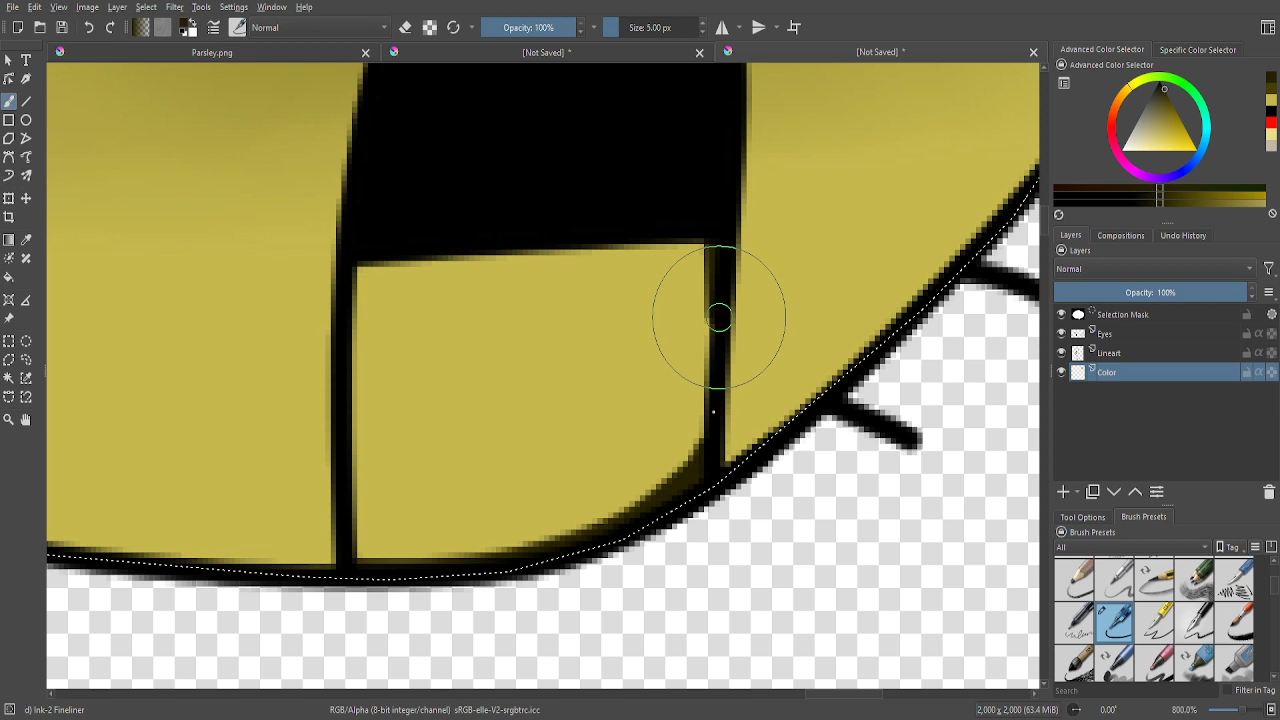 File Edit View Image Layer Select Filter Tools Settings Window Help
Normal Opacity: 100% Size: 5.00 px
Parsley.png [Not Saved] * [Not Saved] *
Advanced Color Selector Specific Color Selector
Advanced Color Selector
Layers Compositions Undo History
Layers
Normal
Opacity: 100%
Selection Mask
Eyes
Lineart
Color
Tool Options Brush Presets
Brush Presets
All Tag
Search Filter in Tag
d) Ink-2 Fineliner RGB/Alpha (8-bit integer/channel) sRGB-elle-V2-srgbtrc.icc 2,000 x 2,000 (63.4 MiB) 0.00° 800.0%